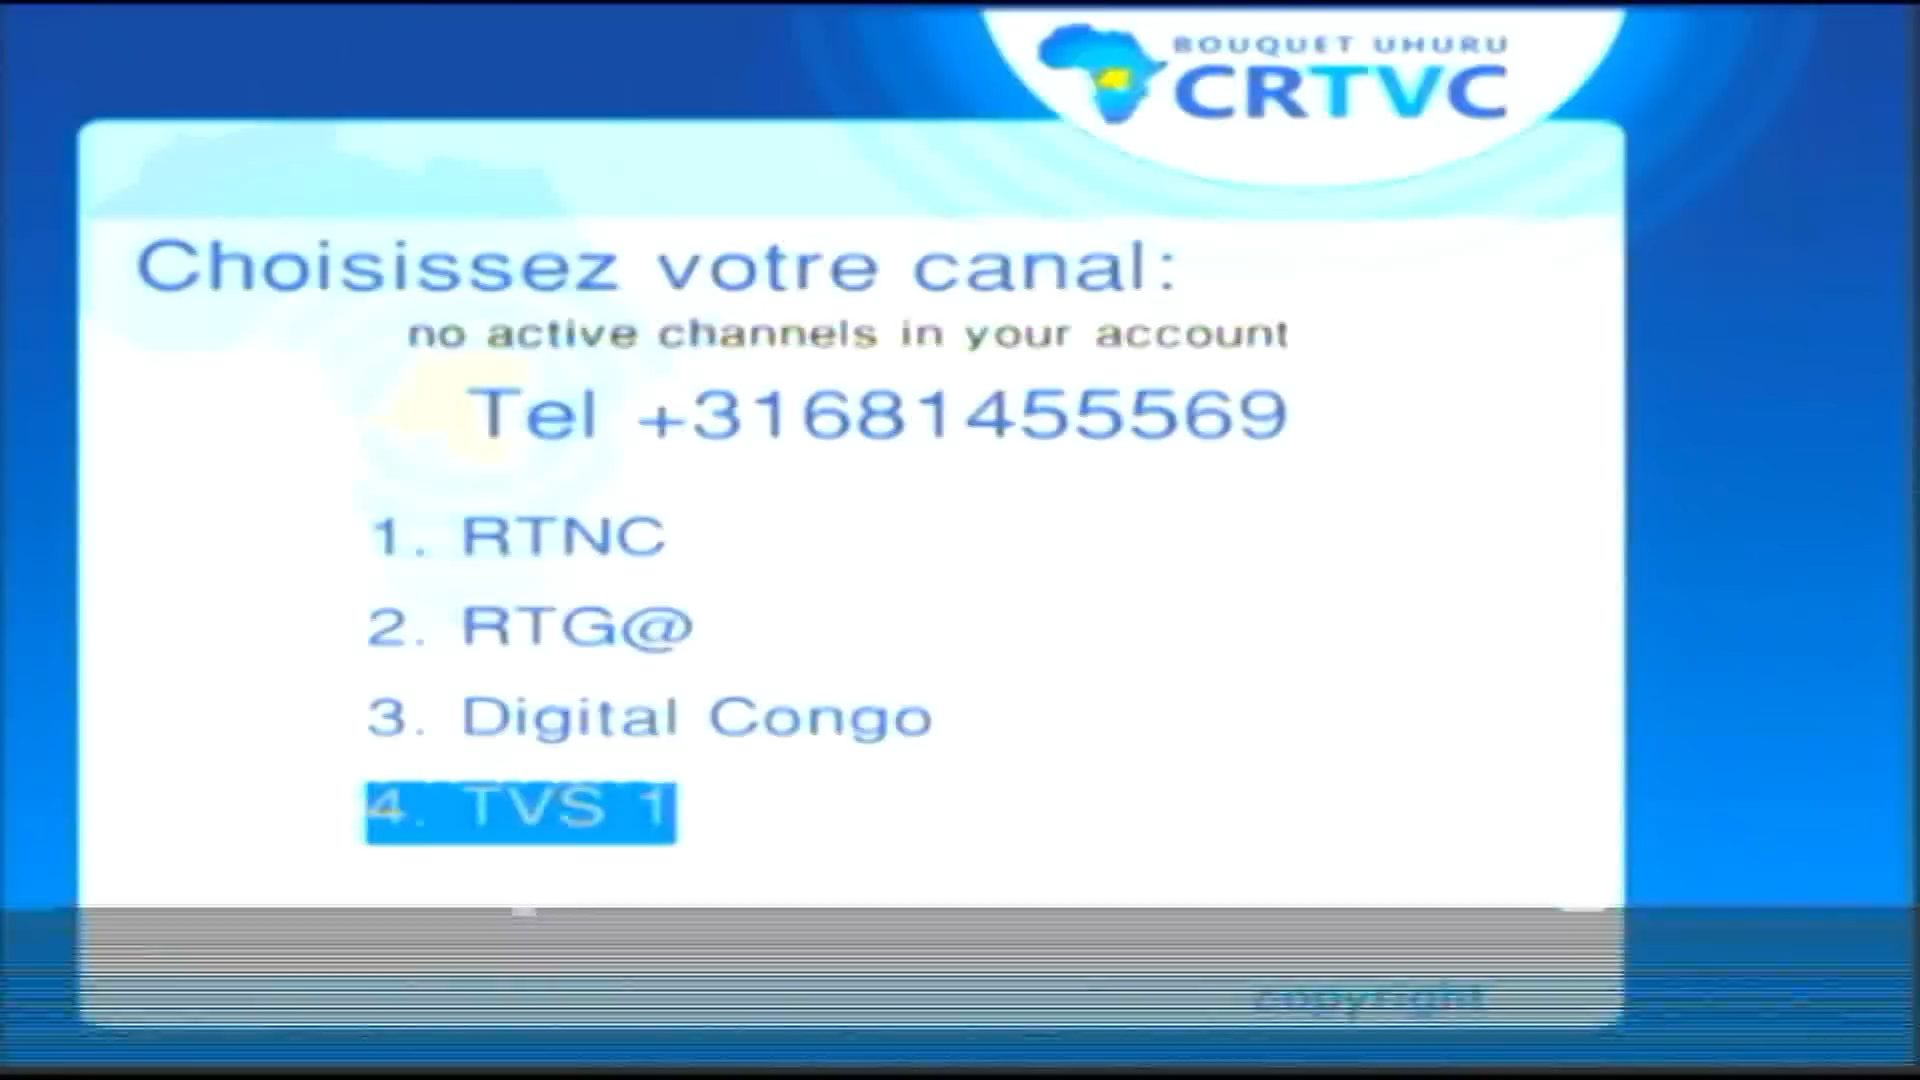 BOUQUET UHURU
CRTVC
Choisissez votre canal:
no active channels in your account
Tel +31681455569
1. RTNC
2. RTG@
3. Digital Congo
4. TVS 1
copyright